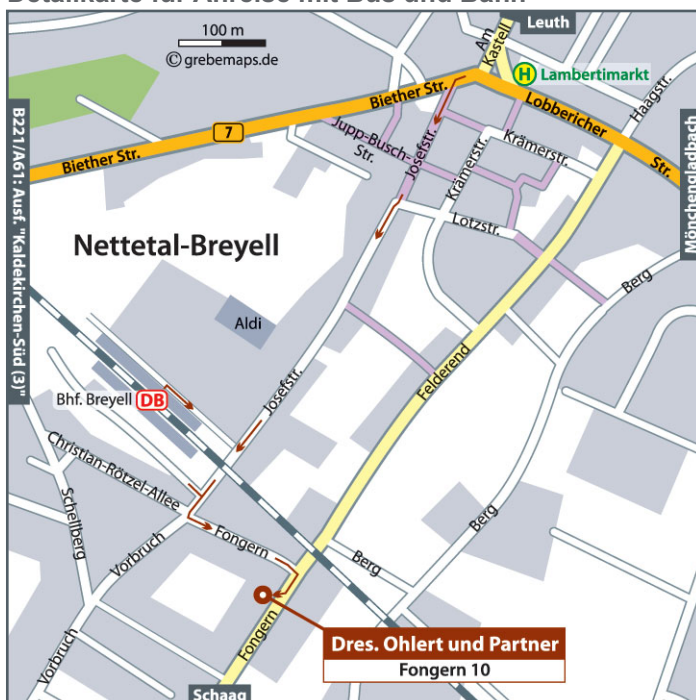 Detailkarte für Anreise mit Bus und Bahn
100 m
© grebemaps.de
Leuth
Am
Kastell
H
Lambertimarkt
Biether Str.
7
Biether Str.
Lobbericher
Str.
Haagstr.
Mönchengladbach
B221/A61: Ausf. "Kaldekirchen-Süd (3)"
Jupp-Busch-
Str.
Josefstr.
Krämerstr.
Krämerstr.
Lotzstr.
Nettetal-Breyell
Berg
Aldi
Felderend
Josefstr.
Bhf. Breyell DB
Christian-Rötzel-Allee
Schellberg
Vorbruch
Fongern
Berg
Berg
Vorbruch
Fongern
Dres. Ohlert und Partner
Fongern 10
Schaag